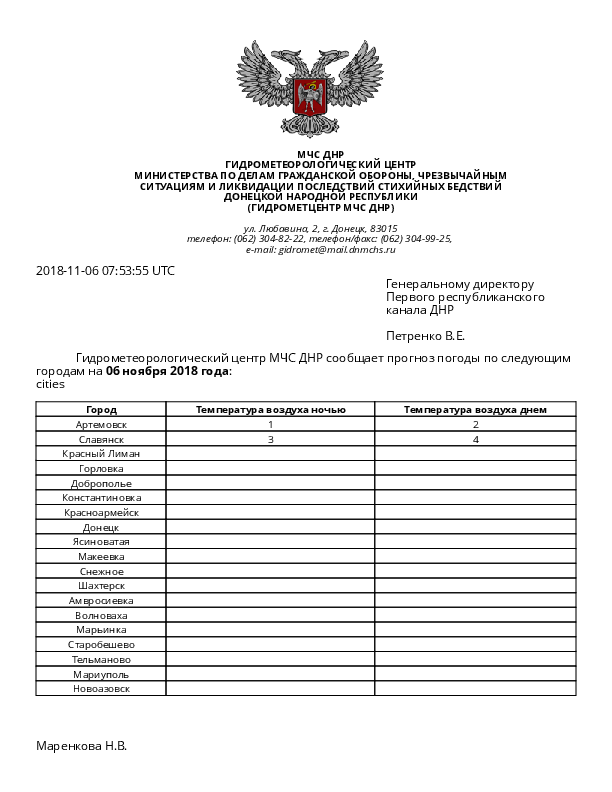 МЧС ДНР
ГИДРОМЕТЕОРОЛОГИЧЕСКИЙ ЦЕНТР
МИНИСТЕРСТВА ПО ДЕЛАМ ГРАЖДАНСКОЙ ОБОРОНЫ, ЧРЕЗВЫЧАЙНЫМ
СИТУАЦИЯМ И ЛИКВИДАЦИИ ПОСЛЕДСТВИЙ СТИХИЙНЫХ БЕДСТВИЙ
ДОНЕЦКОЙ НАРОДНОЙ РЕСПУБЛИКИ
(ГИДРОМЕТЦЕНТР МЧС ДНР)
ул. Любавина, 2, г. Донецк, 83015
телефон: (062) 304-82-22, телефон/факс: (062) 304-99-25,
e-mail: gidromet@mail.dnmchs.ru
2018-11-06 07:53:55 UTC
Генеральному директору
Первого республиканского
канала ДНР
Петренко В.Е.
Гидрометеорологический центр МЧС ДНР сообщает прогноз погоды по следующим
городам на 06 ноября 2018 года:
cities
Город Температура воздуха ночью Температура воздуха днем
Артемовск 1 2
Славянск 3 4
Красный Лиман
Горловка
Доброполье
Константиновка
Красноармейск
Донецк
Ясиноватая
Макеевка
Снежное
Шахтерск
Амвросиевка
Волноваха
Марьинка
Старобешево
Тельманово
Мариуполь
Новоазовск
Маренкова Н.В.